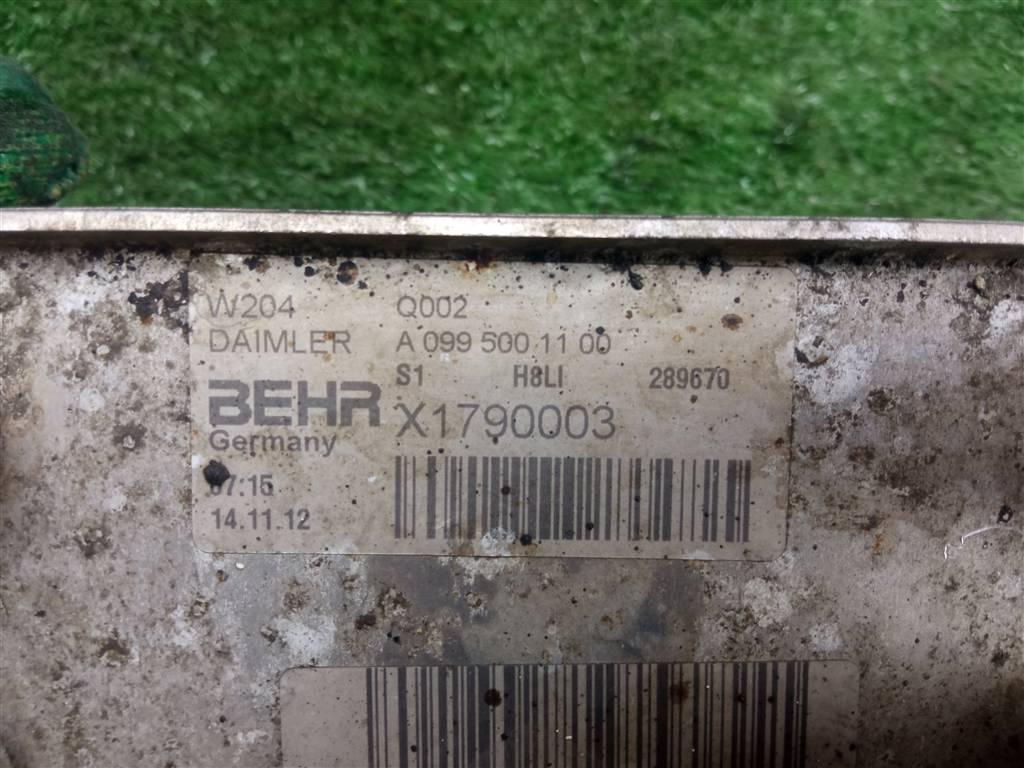 W204 Q002
DAIMLER A 099 500 11 00
S1 H8LI 289670
BEHR X1790003
Germany
07:15
14.11.12